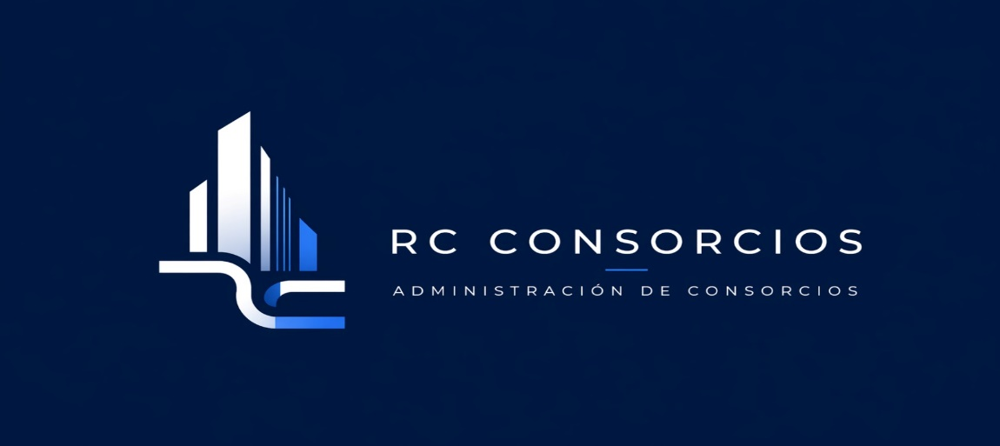 RC CONSORCIOS
ADMINISTRACIÓN DE CONSORCIOS